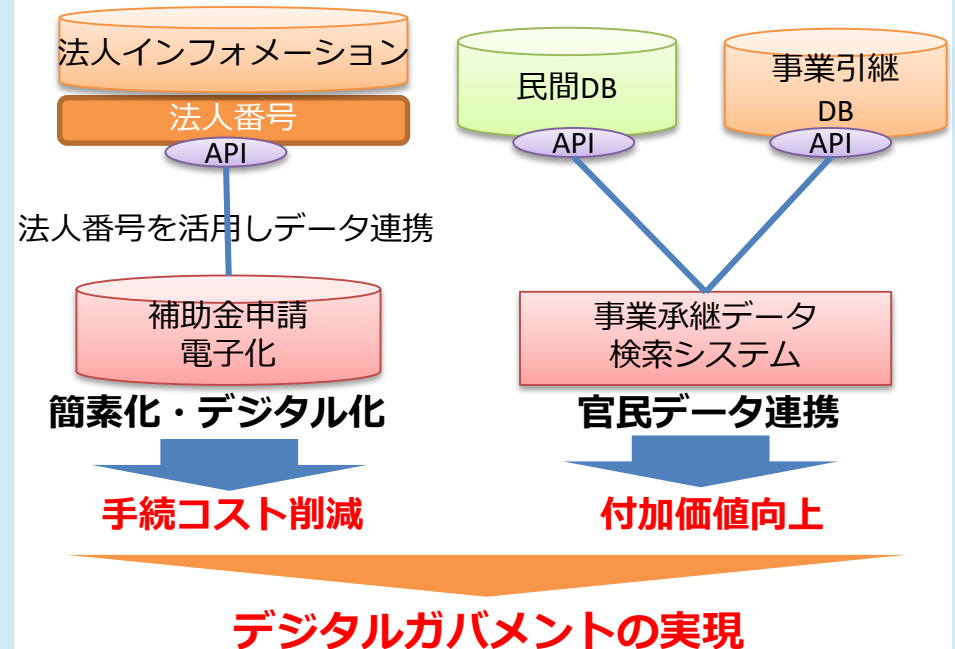 法人インフォメーション
法人番号
API
法人番号を活用しデータ連携
補助金申請
電子化
簡素化・デジタル化
手続コスト削減
民間DB
API
事業引継
DB
API
事業承継データ
検索システム
官民データ連携
付加価値向上
デジタルガバメントの実現